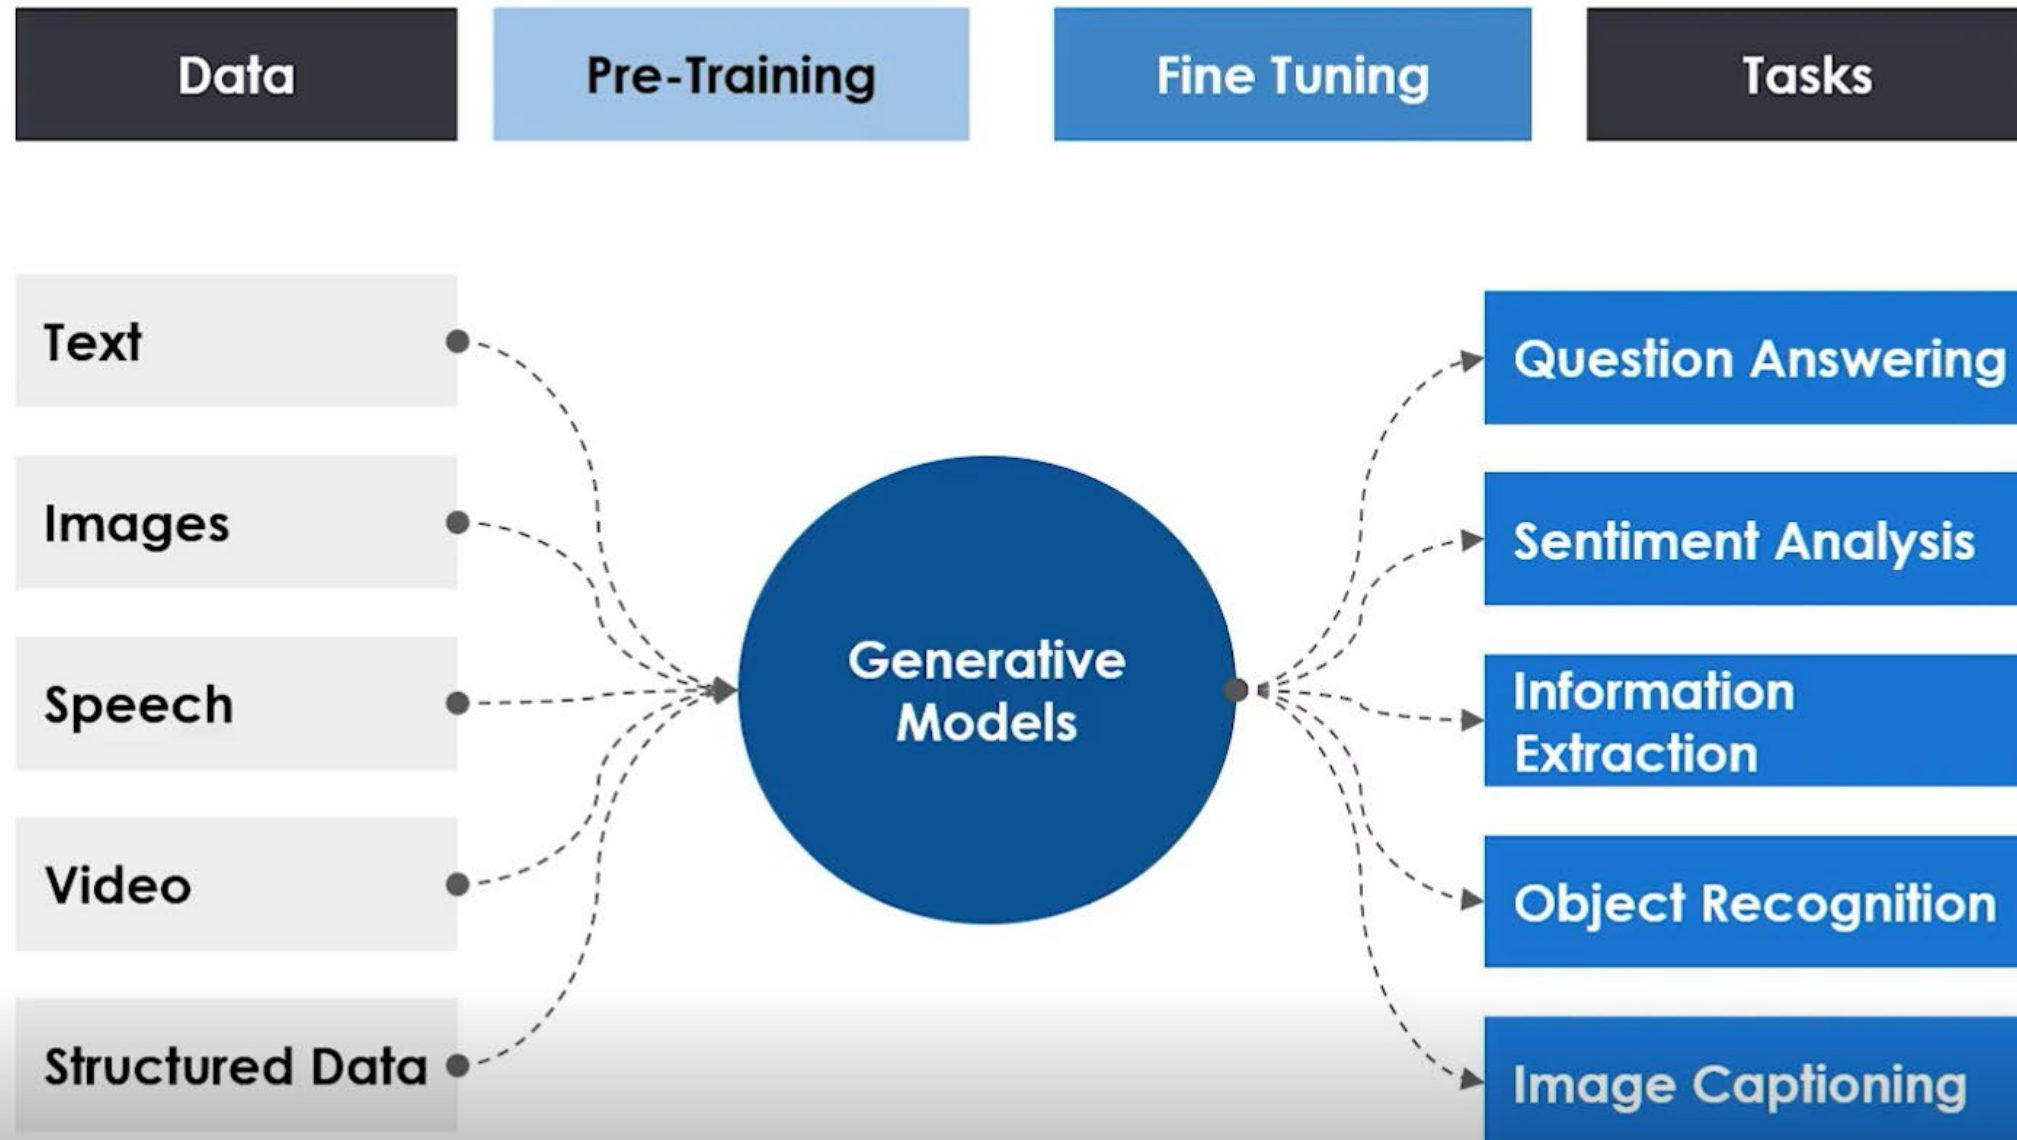 Data
Pre-Training
Fine Tuning
Tasks
Text
Images
Speech
Video
Structured Data
Generative
Models
Question Answering
Sentiment Analysis
Information
Extraction
Object Recognition
Image Captioning